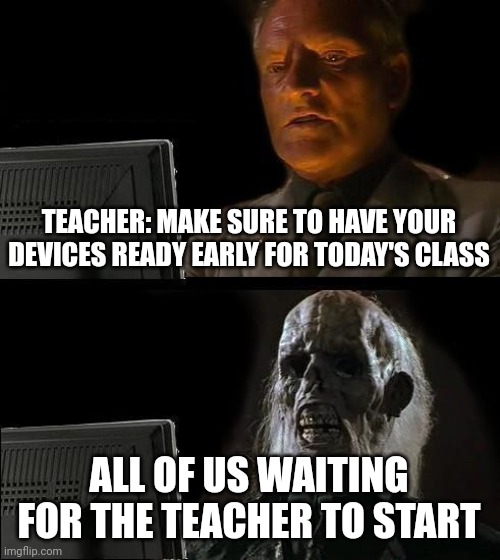 TEACHER: MAKE SURE TO HAVE YOUR
DEVICES READY EARLY FOR TODAY'S CLASS
ALL OF US WAITING
FOR THE TEACHER TO START
imgflip.com